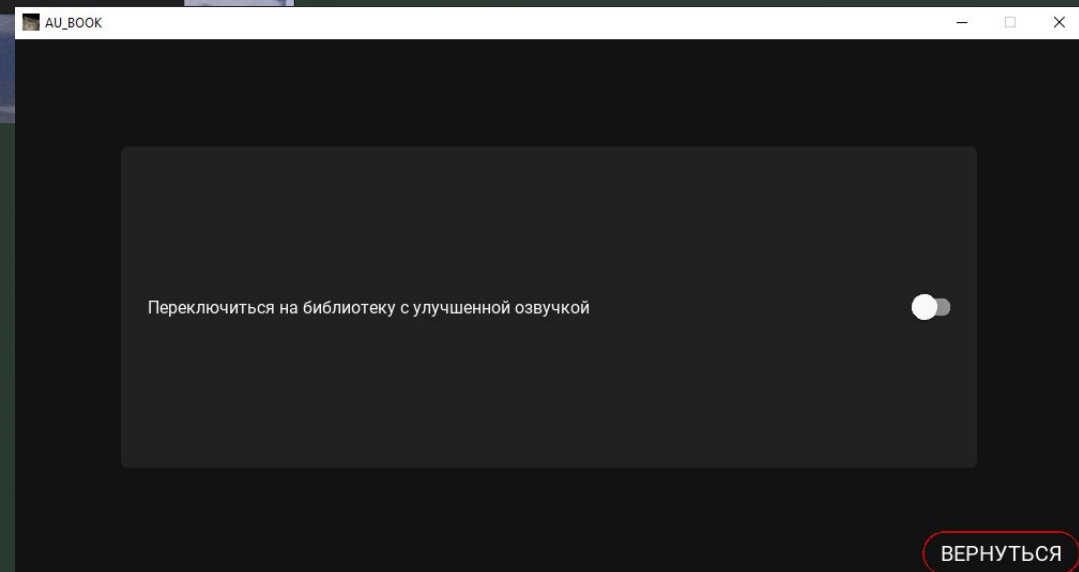 AU_BOOK
Переключиться на библиотеку с улучшенной озвучкой
ВЕРНУТЬСЯ